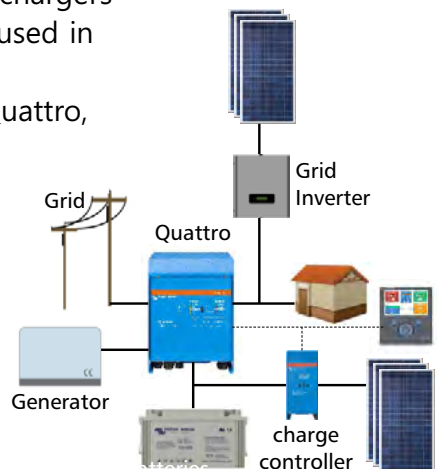 chargers
used in
uattro,
Grid
Inverter
Grid
Quattro
Generator
charge
controller